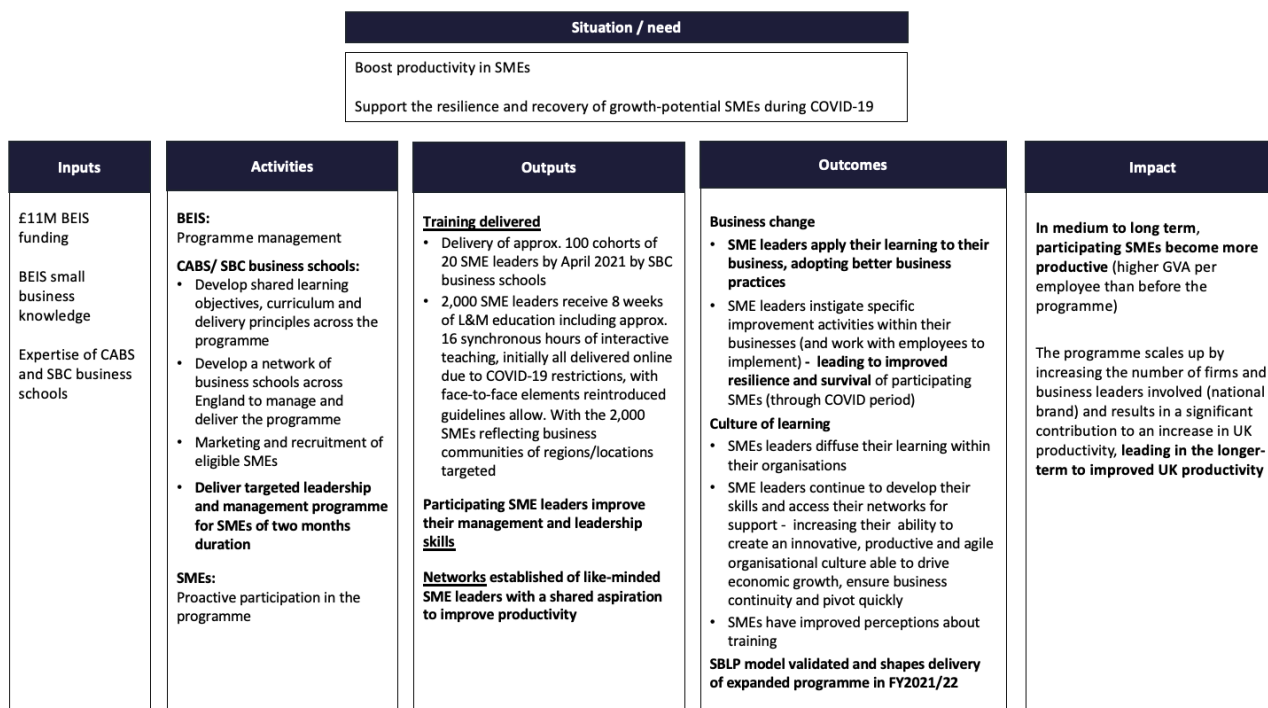 Situation / need
Boost productivity in SMEs
Support the resilience and recovery of growth-potential SMEs during COVID-19
Inputs
£11M BEIS
funding
BEIS small
business
knowledge
Expertise of CABS
and SBC business
schools
Activities
BEIS:
Programme management
CABS/ SBC business schools:
• Develop shared learning
objectives, curriculum and
delivery principles across the
programme
• Develop a network of
business schools across
England to manage and
deliver the programme
• Marketing and recruitment of
eligible SMEs
• Deliver targeted leadership
and management programme
for SMEs of two months
duration
SMEs:
Proactive participation in the
programme
Outputs
Training delivered
• Delivery of approx. 100 cohorts of
20 SME leaders by April 2021 by SBC
business schools
• 2,000 SME leaders receive 8 weeks
of L&M education including approx.
16 synchronous hours of interactive
teaching, initially all delivered online
due to COVID-19 restrictions, with
face-to-face elements reintroduced
guidelines allow. With the 2,000
SMEs reflecting business
communities of regions/locations
targeted
Participating SME leaders improve
their management and leadership
skills
Networks established of like-minded
SME leaders with a shared aspiration
to improve productivity
Outcomes
Business change
• SME leaders apply their learning to their
business, adopting better business
practices
• SME leaders instigate specific
improvement activities within their
businesses (and work with employees to
implement) - leading to improved
resilience and survival of participating
SMEs (through COVID period)
Culture of learning
• SMEs leaders diffuse their learning within
their organisations
• SME leaders continue to develop their
skills and access their networks for
support - increasing their ability to
create an innovative, productive and agile
organisational culture able to drive
economic growth, ensure business
continuity and pivot quickly
• SMEs have improved perceptions about
training
SBLP model validated and shapes delivery
of expanded programme in FY2021/22
Impact
In medium to long term,
participating SMEs become more
productive (higher GVA per
employee than before the
programme)
The programme scales up by
increasing the number of firms and
business leaders involved (national
brand) and results in a significant
contribution to an increase in UK
productivity, leading in the longer-
term to improved UK productivity